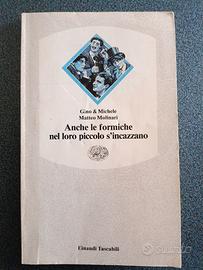 Gino & Michele
Matteo Molinari
Anche le formiche
nel loro piccolo s'incazzano
Einaudi Tascabili